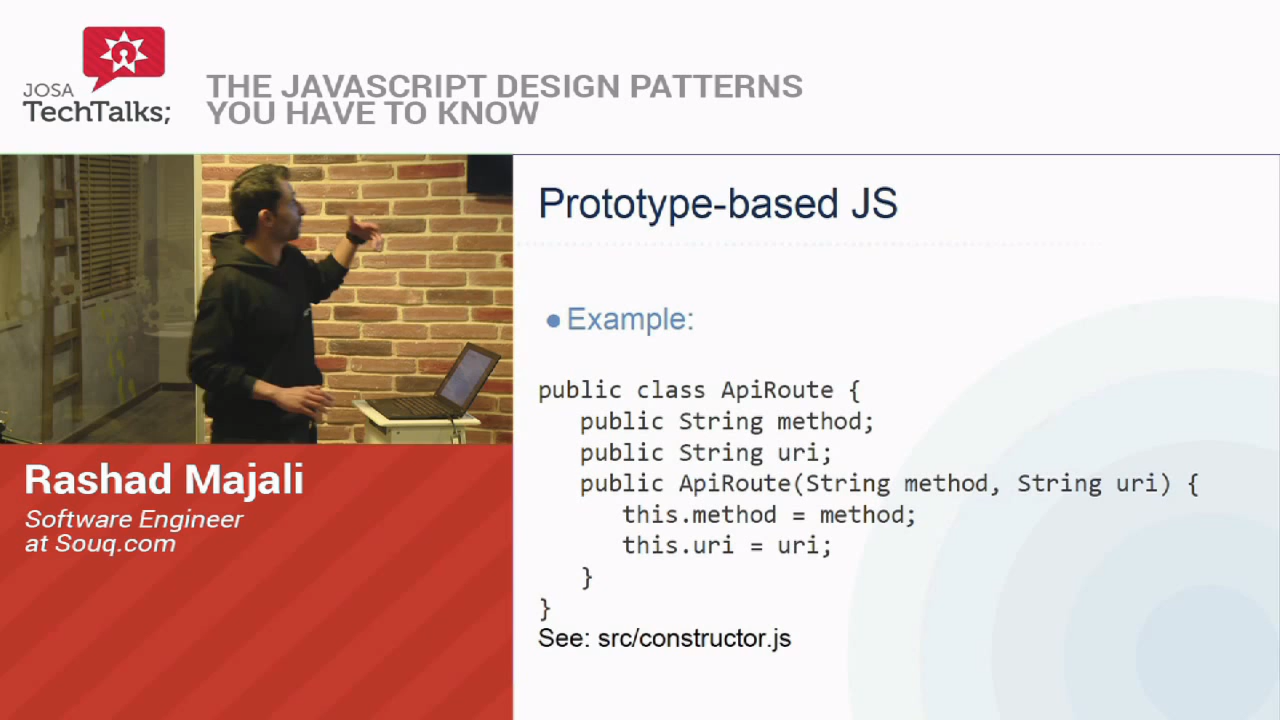 JOSA
TechTalks;
THE JAVASCRIPT DESIGN PATTERNS
YOU HAVE TO KNOW
Prototype-based JS
Example:
public class ApiRoute {
public String method;
public String uri;
public ApiRoute(String method, String uri) {
this.method = method;
this.uri = uri;
}
}
See: src/constructor.js
Rashad Majali
Software Engineer
at Souq.com